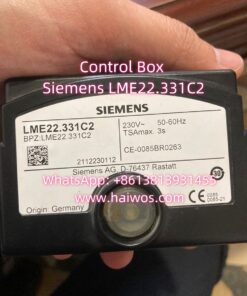 Control Box
Siemens LME22.331C2
SIEMENS
LME22.331C2
BPZ:LME22.331C2
230V~ 50-60Hz
TSAmax. 3s
CE-0085BR0263
2112230112
Siemens AG, D-76437 Rastatt
WhatsApp: +8613813931455
www.haiwos.com
Origin: Germany